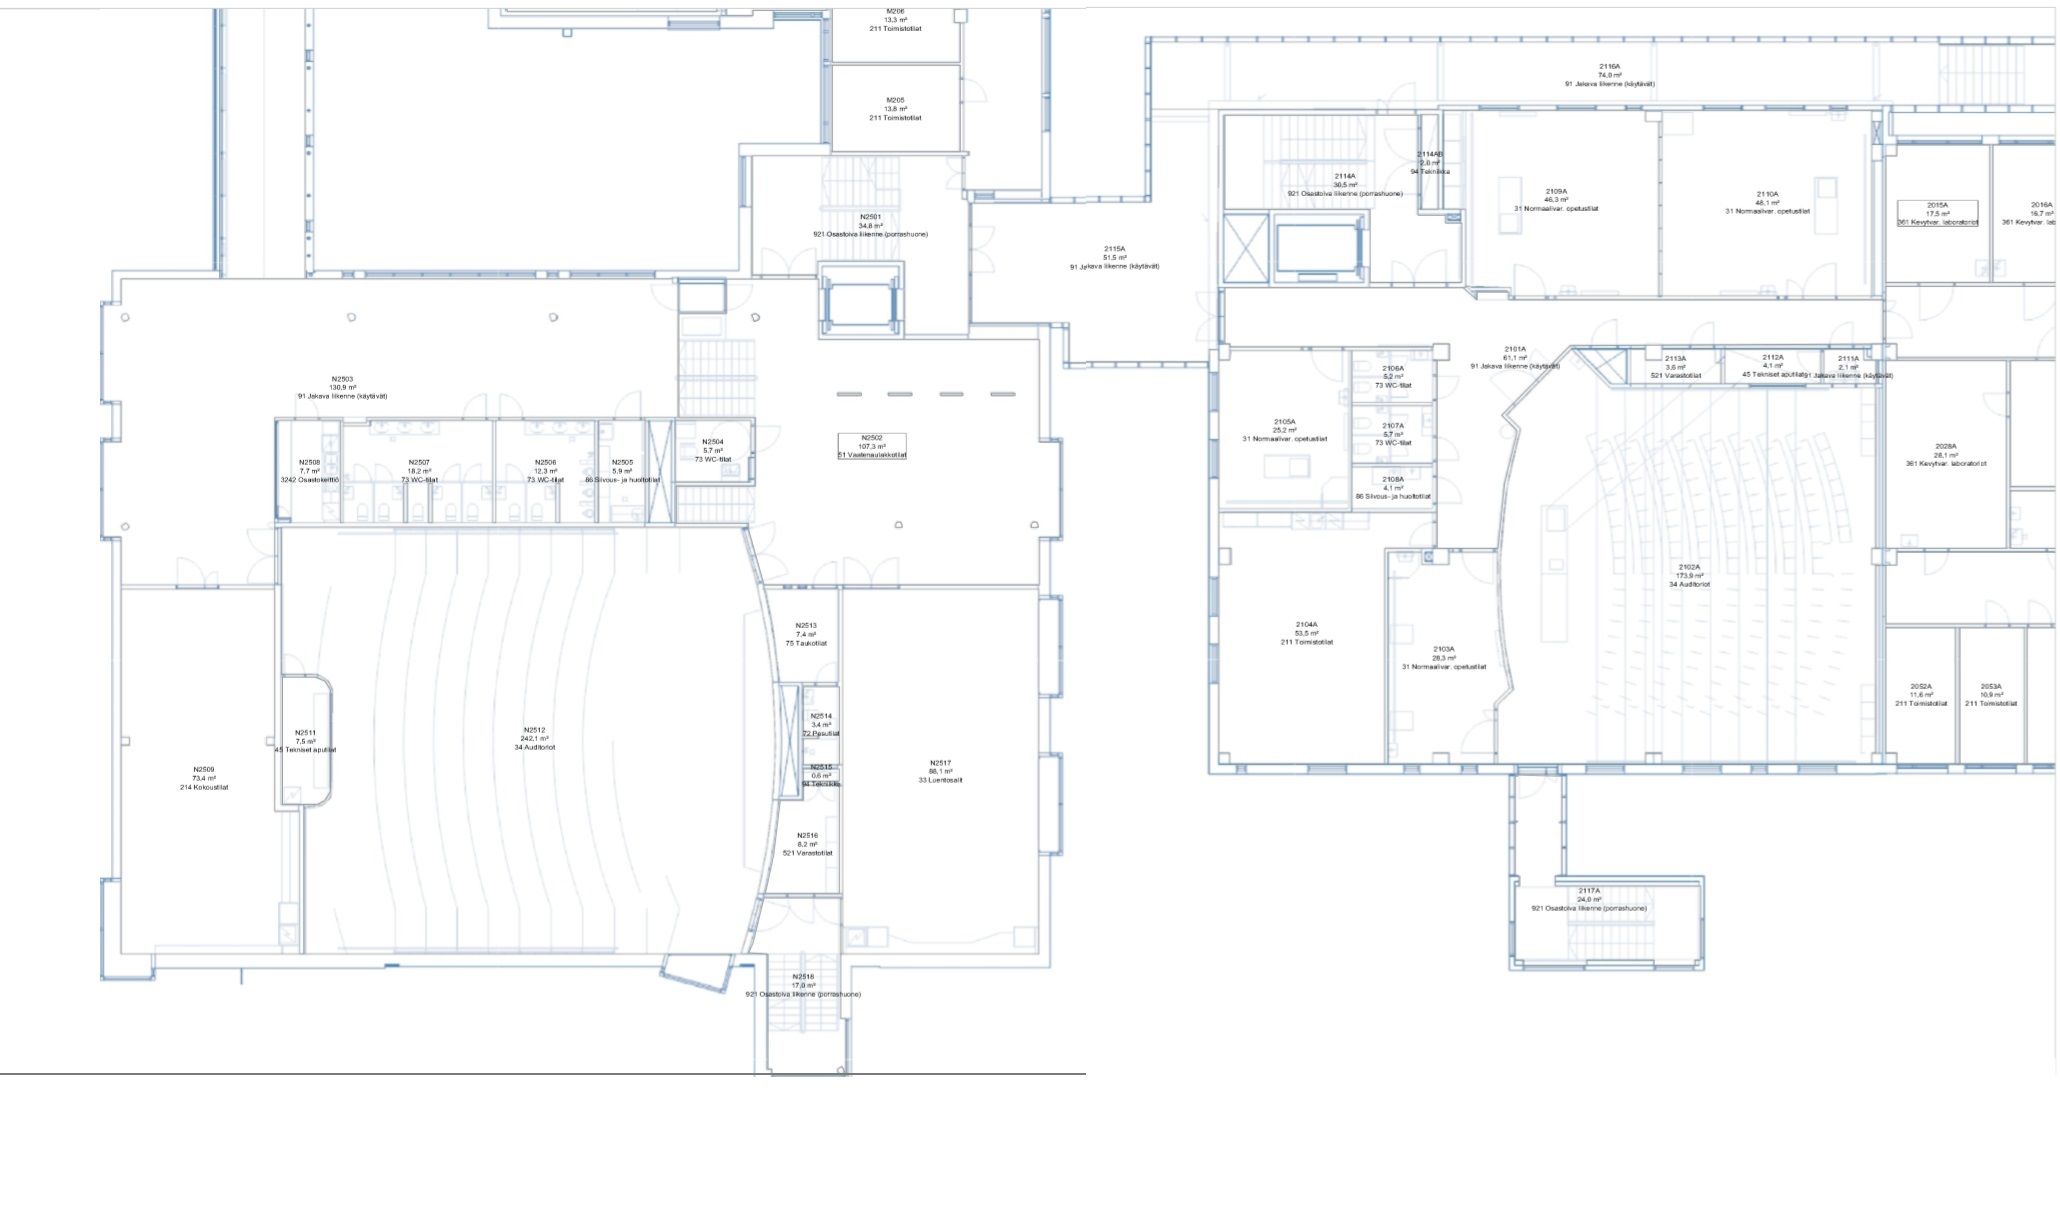 M206
13,3 m²
211 Toimistotilat
M205
13,8 m²
211 Toimistotilat
N2501
34,8 m²
921 Osastoiva liikenne (porrashuone)
2115A
51,5 m²
91 Jakava liikenne (käytävät)
2116A
74,0 m²
91 Jakava liikenne (käytävät)
2114A
30,5 m²
921 Osastoiva liikenne (porrashuone)
2114AB
2,0 m²
94 Tekniikka
2109A
46,3 m²
31 Normaalivar. opetustilat
2110A
48,1 m²
31 Normaalivar. opetustilat
2015A
17,5 m²
361 Kevytvar. laboratoriot
2016A
16,7 m²
361 Kevytvar. lab
N2503
130,9 m²
91 Jakava liikenne (käytävät)
N2502
107,3 m²
51 Vaatenaulakkotilat
N2504
5,7 m²
73 WC-tilat
N2508
7,7 m²
3242 Osastokeittiö
N2507
18,2 m²
73 WC-tilat
N2506
12,3 m²
73 WC-tilat
N2505
5,9 m²
86 Siivous- ja huoltotilat
2101A
61,1 m²
91 Jakava liikenne (käytävät)
2113A
3,6 m²
521 Varastotilat
2112A
4,1 m²
45 Tekniset aputilat
2111A
2,1 m²
91 Jakava liikenne (käytävät)
2106A
5,2 m²
73 WC-tilat
2105A
25,2 m²
31 Normaalivar. opetustilat
2107A
5,7 m²
73 WC-tilat
2108A
4,1 m²
86 Siivous- ja huoltotilat
2028A
28,1 m²
361 Kevytvar. laboratoriot
2102A
173,9 m²
34 Auditoriot
2104A
53,5 m²
211 Toimistotilat
2103A
28,3 m²
31 Normaalivar. opetustilat
2052A
11,6 m²
211 Toimistotilat
2053A
10,9 m²
211 Toimistotilat
N2513
7,4 m²
75 Taukotilat
N2514
3,4 m²
72 Pesutilat
N2511
7,5 m²
45 Tekniset aputilat
N2512
242,1 m²
34 Auditoriot
N2509
73,4 m²
214 Kokoustilat
N2515
0,6 m²
94 Tekniikka
N2517
88,1 m²
33 Luentosalit
N2516
8,2 m²
521 Varastotilat
2117A
24,0 m²
921 Osastoiva liikenne (porrashuone)
N2518
17,0 m²
921 Osastoiva liikenne (porrashuone)